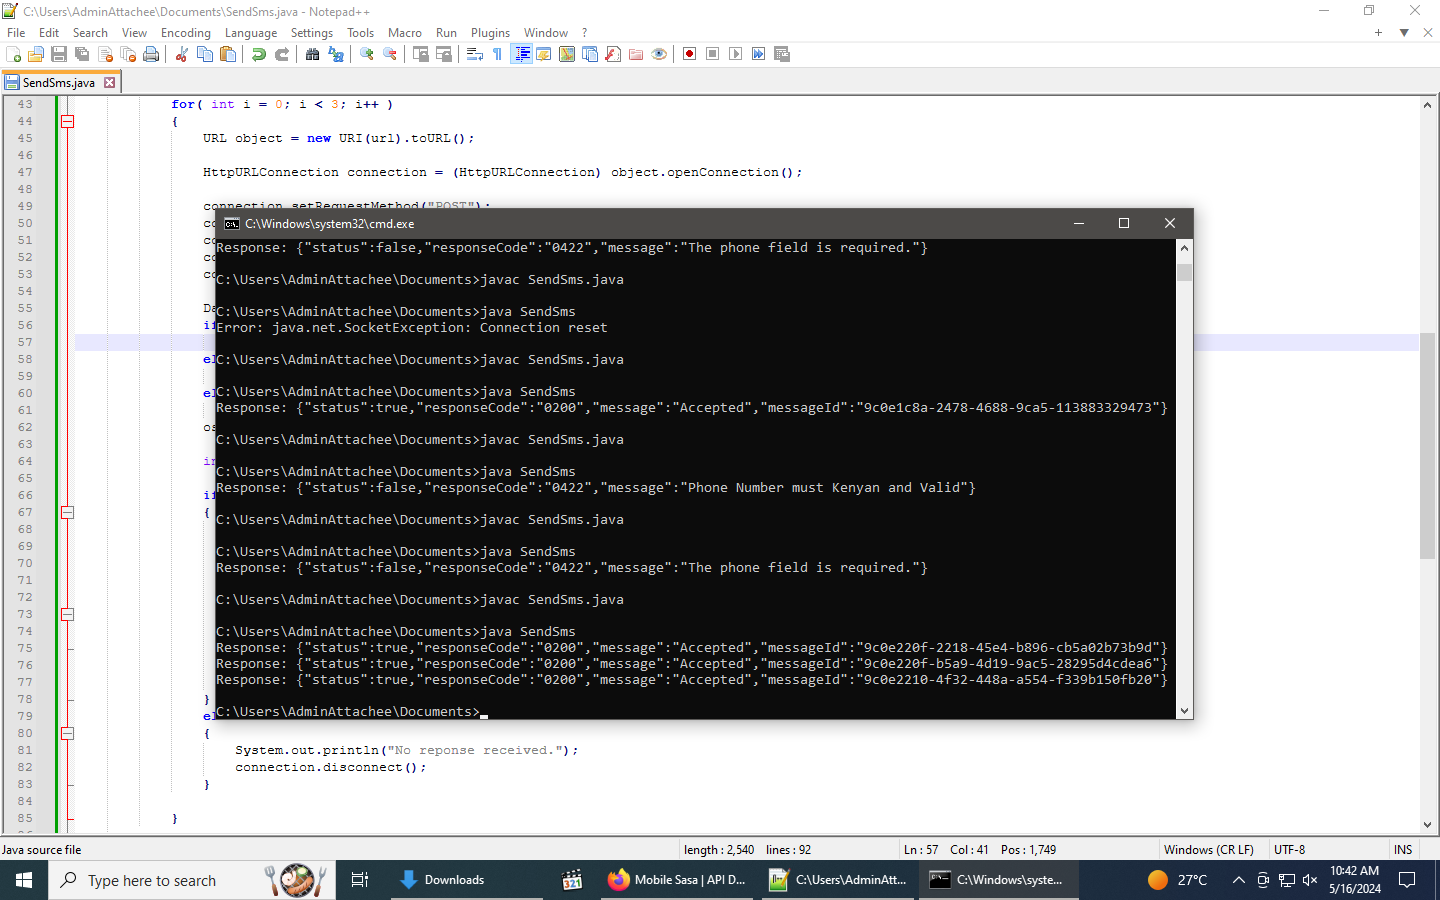 C:\Users\AdminAttachee\Documents\SendSms.java - Notepad++
File Edit Search View Encoding Language Settings Tools Macro Run Plugins Window ?
SendSms.java
43 for( int i = 0; i < 3; i++ )
44 {
45 URL object = new URI(url).toURL();
46
47 HttpURLConnection connection = (HttpURLConnection) object.openConnection();
48
49 connection.setRequestMethod("POST");
50 co
51 co
52 co
53 co
54
55 Da
56 if
57
58 el
59
60 el
61
62 os
63
64 in
65
66 if
67 {
68
69
70
71
72
73
74
75
76
77
78 }
79 el
80 {
81 System.out.println("No reponse received.");
82 connection.disconnect();
83 }
84
85 }
C:\Windows\system32\cmd.exe
Response: {"status":false,"responseCode":"0422","message":"The phone field is required."}
C:\Users\AdminAttachee\Documents>javac SendSms.java
C:\Users\AdminAttachee\Documents>java SendSms
Error: java.net.SocketException: Connection reset
C:\Users\AdminAttachee\Documents>javac SendSms.java
C:\Users\AdminAttachee\Documents>java SendSms
Response: {"status":true,"responseCode":"0200","message":"Accepted","messageId":"9c0e1c8a-2478-4688-9ca5-113883329473"}
C:\Users\AdminAttachee\Documents>javac SendSms.java
C:\Users\AdminAttachee\Documents>java SendSms
Response: {"status":false,"responseCode":"0422","message":"Phone Number must Kenyan and Valid"}
C:\Users\AdminAttachee\Documents>javac SendSms.java
C:\Users\AdminAttachee\Documents>java SendSms
Response: {"status":false,"responseCode":"0422","message":"The phone field is required."}
C:\Users\AdminAttachee\Documents>javac SendSms.java
C:\Users\AdminAttachee\Documents>java SendSms
Response: {"status":true,"responseCode":"0200","message":"Accepted","messageId":"9c0e220f-2218-45e4-b896-cb5a02b73b9d"}
Response: {"status":true,"responseCode":"0200","message":"Accepted","messageId":"9c0e220f-b5a9-4d19-9ac5-28295d4cdea6"}
Response: {"status":true,"responseCode":"0200","message":"Accepted","messageId":"9c0e2210-4f32-448a-a554-f339b150fb20"}
C:\Users\AdminAttachee\Documents>
Java source file length : 2,540 lines : 92 Ln : 57 Col : 41 Pos : 1,749 Windows (CR LF) UTF-8 INS
Type here to search Downloads 321 Mobile Sasa | API D... C:\Users\AdminAtt... C:\Windows\syste... 27°C 10:42 AM
5/16/2024